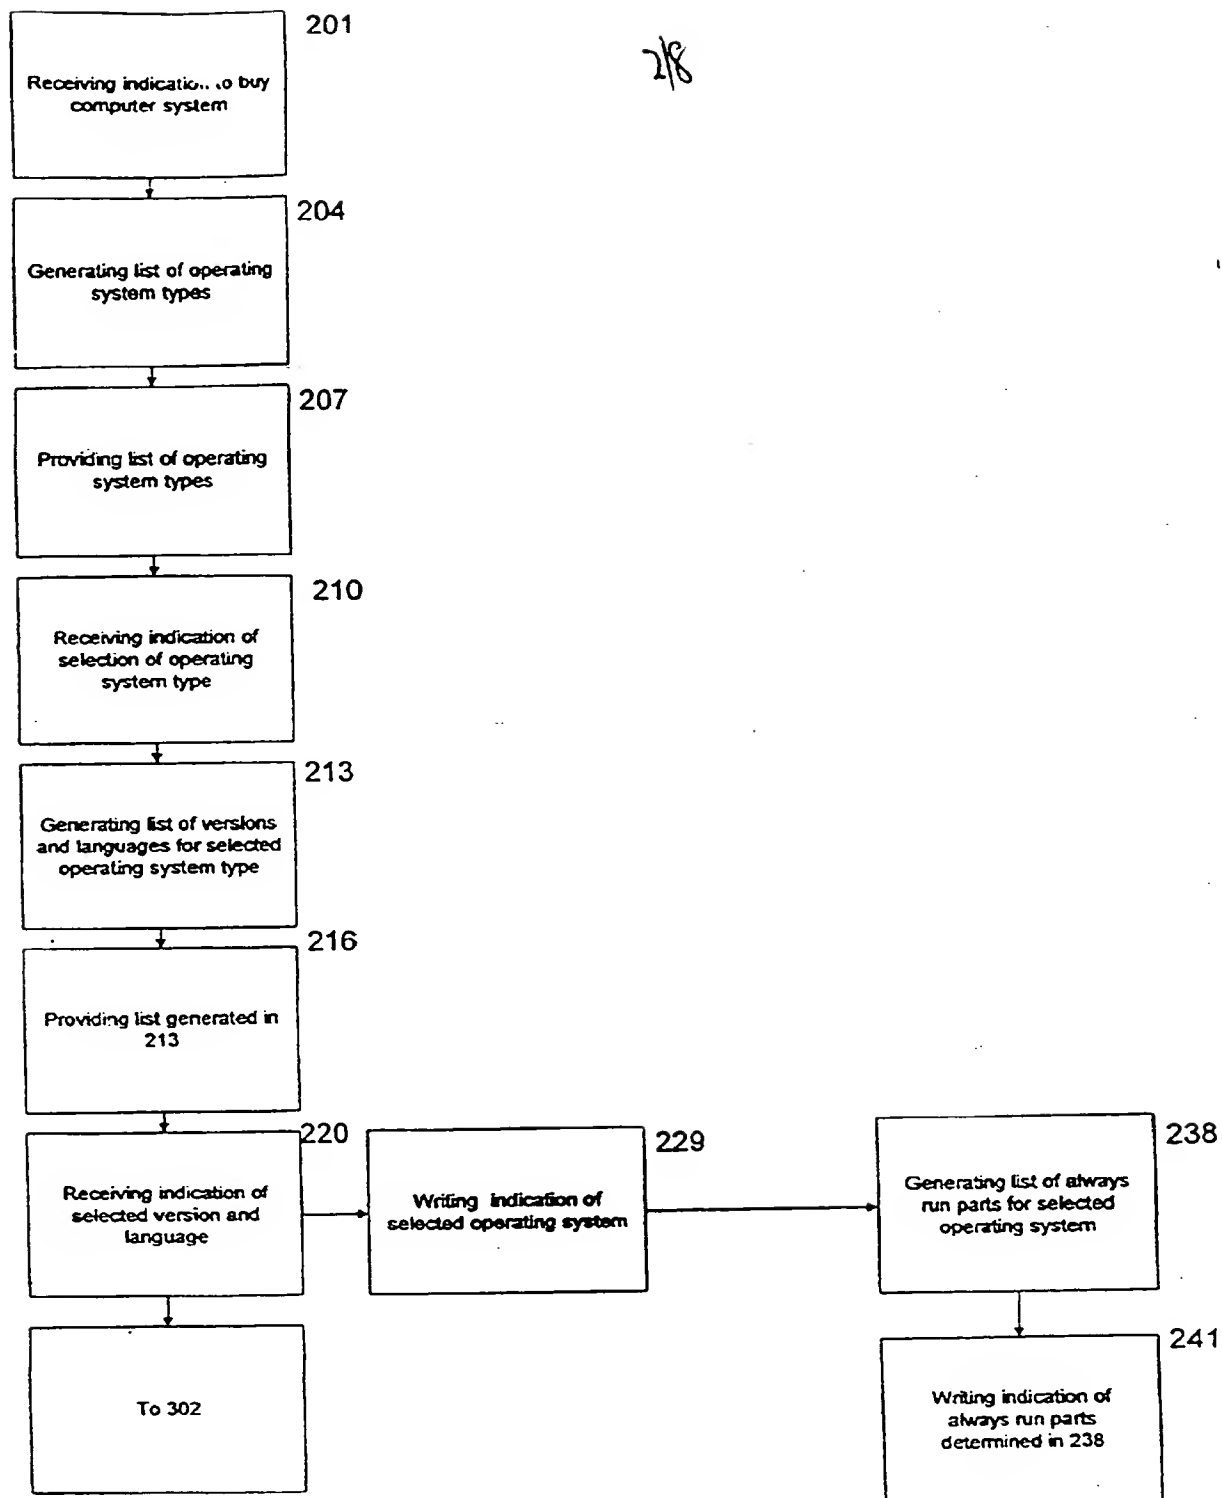 201
2/8
Receiving indication to buy
computer system
204
Generating list of operating
system types
207
Providing list of operating
system types
210
Receiving indication of
selection of operating
system type
213
Generating list of versions
and languages for selected
operating system type
216
Providing list generated in
213
220
Receiving indication of
selected version and
language
229
Writing indication of
selected operating system
238
Generating list of always
run parts for selected
operating system
To 302
241
Writing indication of
always run parts
determined in 238